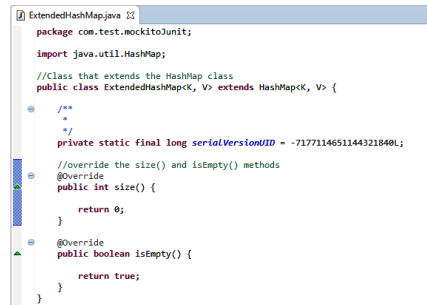 ExtendedHashMap.java
package com.test.mockitoJunit;
import java.util.HashMap;
//Class that extends the HashMap class
public class ExtendedHashMap<K, V> extends HashMap<K, V> {
/**
*
*/
private static final long serialVersionUID = -7177114651144321840L;
//override the size() and isEmpty() methods
@Override
public int size() {
return 0;
}
@Override
public boolean isEmpty() {
return true;
}
}